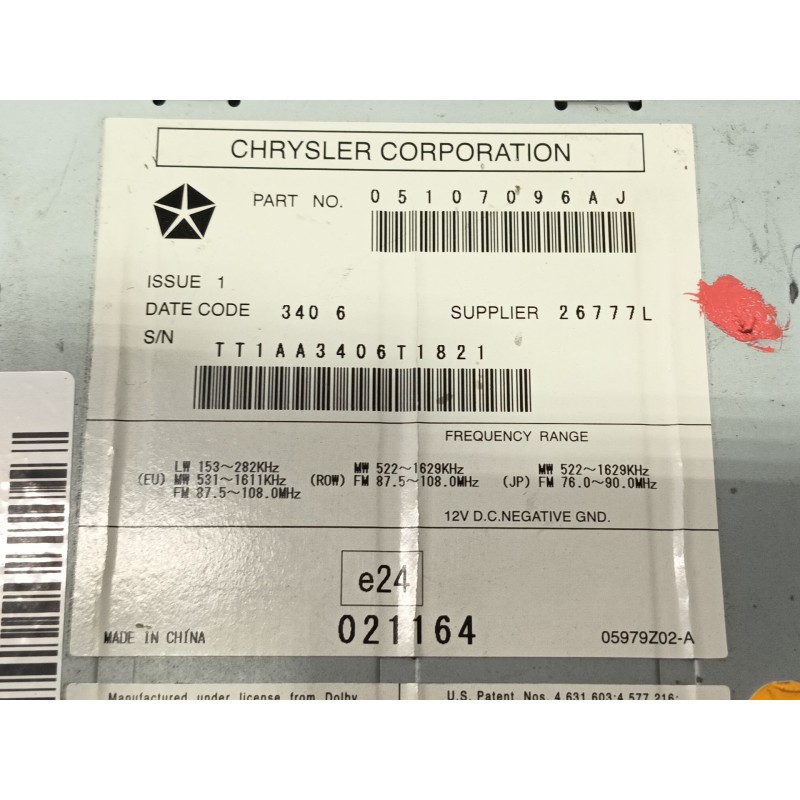 CHRYSLER CORPORATION
PART NO. 05107096AJ
ISSUE 1
DATE CODE 3406 SUPPLIER 26777L
S/N
TT1AA3406T1821
FREQUENCY RANGE
LW 153~282KHz
(EU) MW 531~1611KHz
FM 87.5~108.0MHz
MW 522~1629KHz
(ROW) FM 87.5~108.0MHz
MW 522~1629KHz
(JP) FM 76.0~90.0MHz
12V D.C.NEGATIVE GND.
e24
021164
MADE IN CHINA
05979Z02-A
Manufactured under license from Dolby
U.S. Patent Nos. 4,631,603;4,577,216;